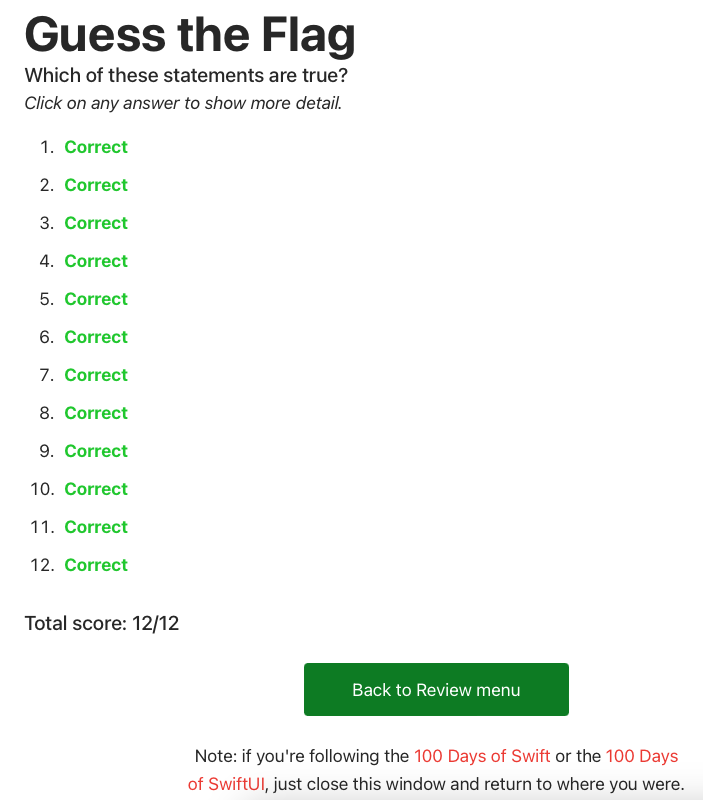 Guess the Flag
Which of these statements are true?
Click on any answer to show more detail.
1. Correct
2. Correct
3. Correct
4. Correct
5. Correct
6. Correct
7. Correct
8. Correct
9. Correct
10. Correct
11. Correct
12. Correct
Total score: 12/12
Back to Review menu
Note: if you're following the 100 Days of Swift or the 100 Days
of SwiftUI, just close this window and return to where you were.